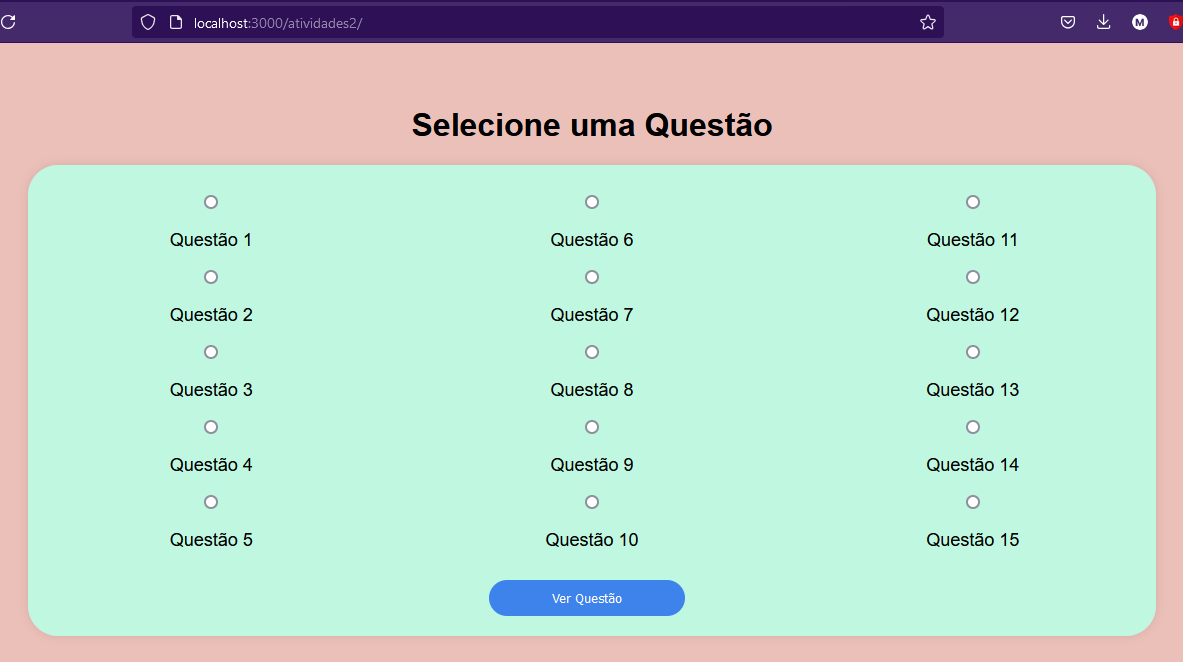 localhost:3000/atividades2/
M
Selecione uma Questão
Questão 1
Questão 6
Questão 11
Questão 2
Questão 7
Questão 12
Questão 3
Questão 8
Questão 13
Questão 4
Questão 9
Questão 14
Questão 5
Questão 10
Questão 15
Ver Questão